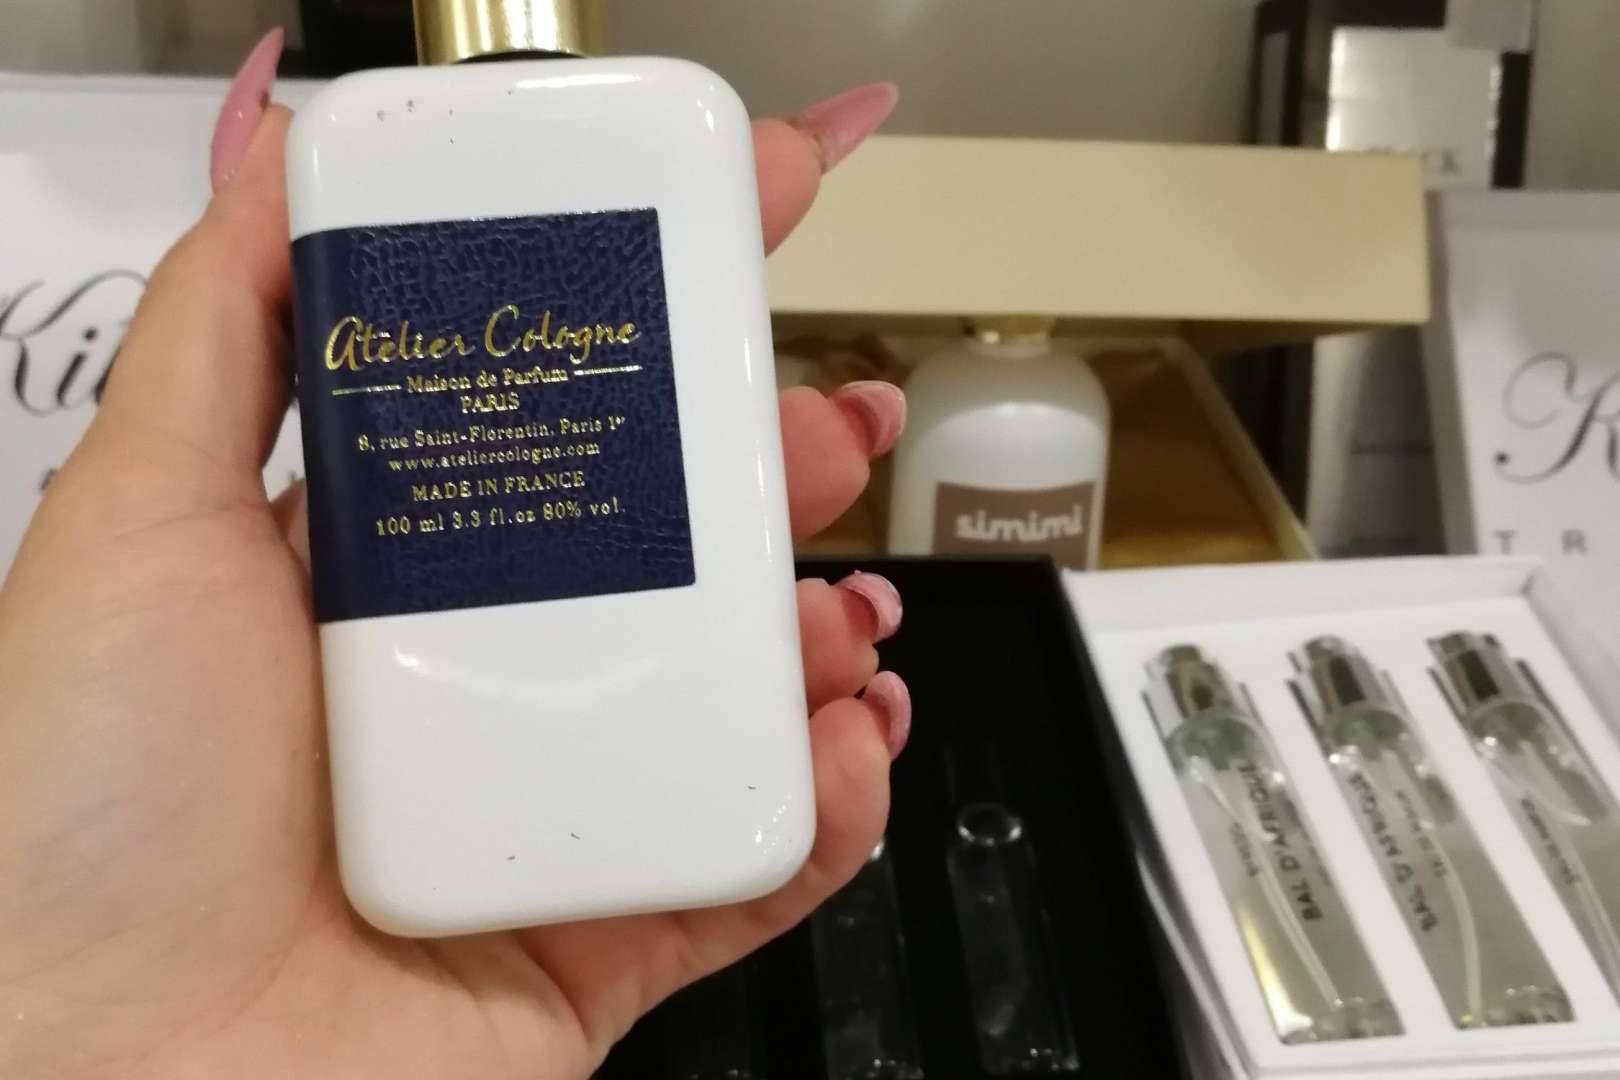 Atelier Cologne
Maison de Parfum
PARIS
8, rue Saint-Florentin, Paris 1er
www.ateliercologne.com
MADE IN FRANCE
100 ml 3.3 fl.oz 80% vol.
simimi
BAL D'AFRIQUE
BAL D'AFRIQUE